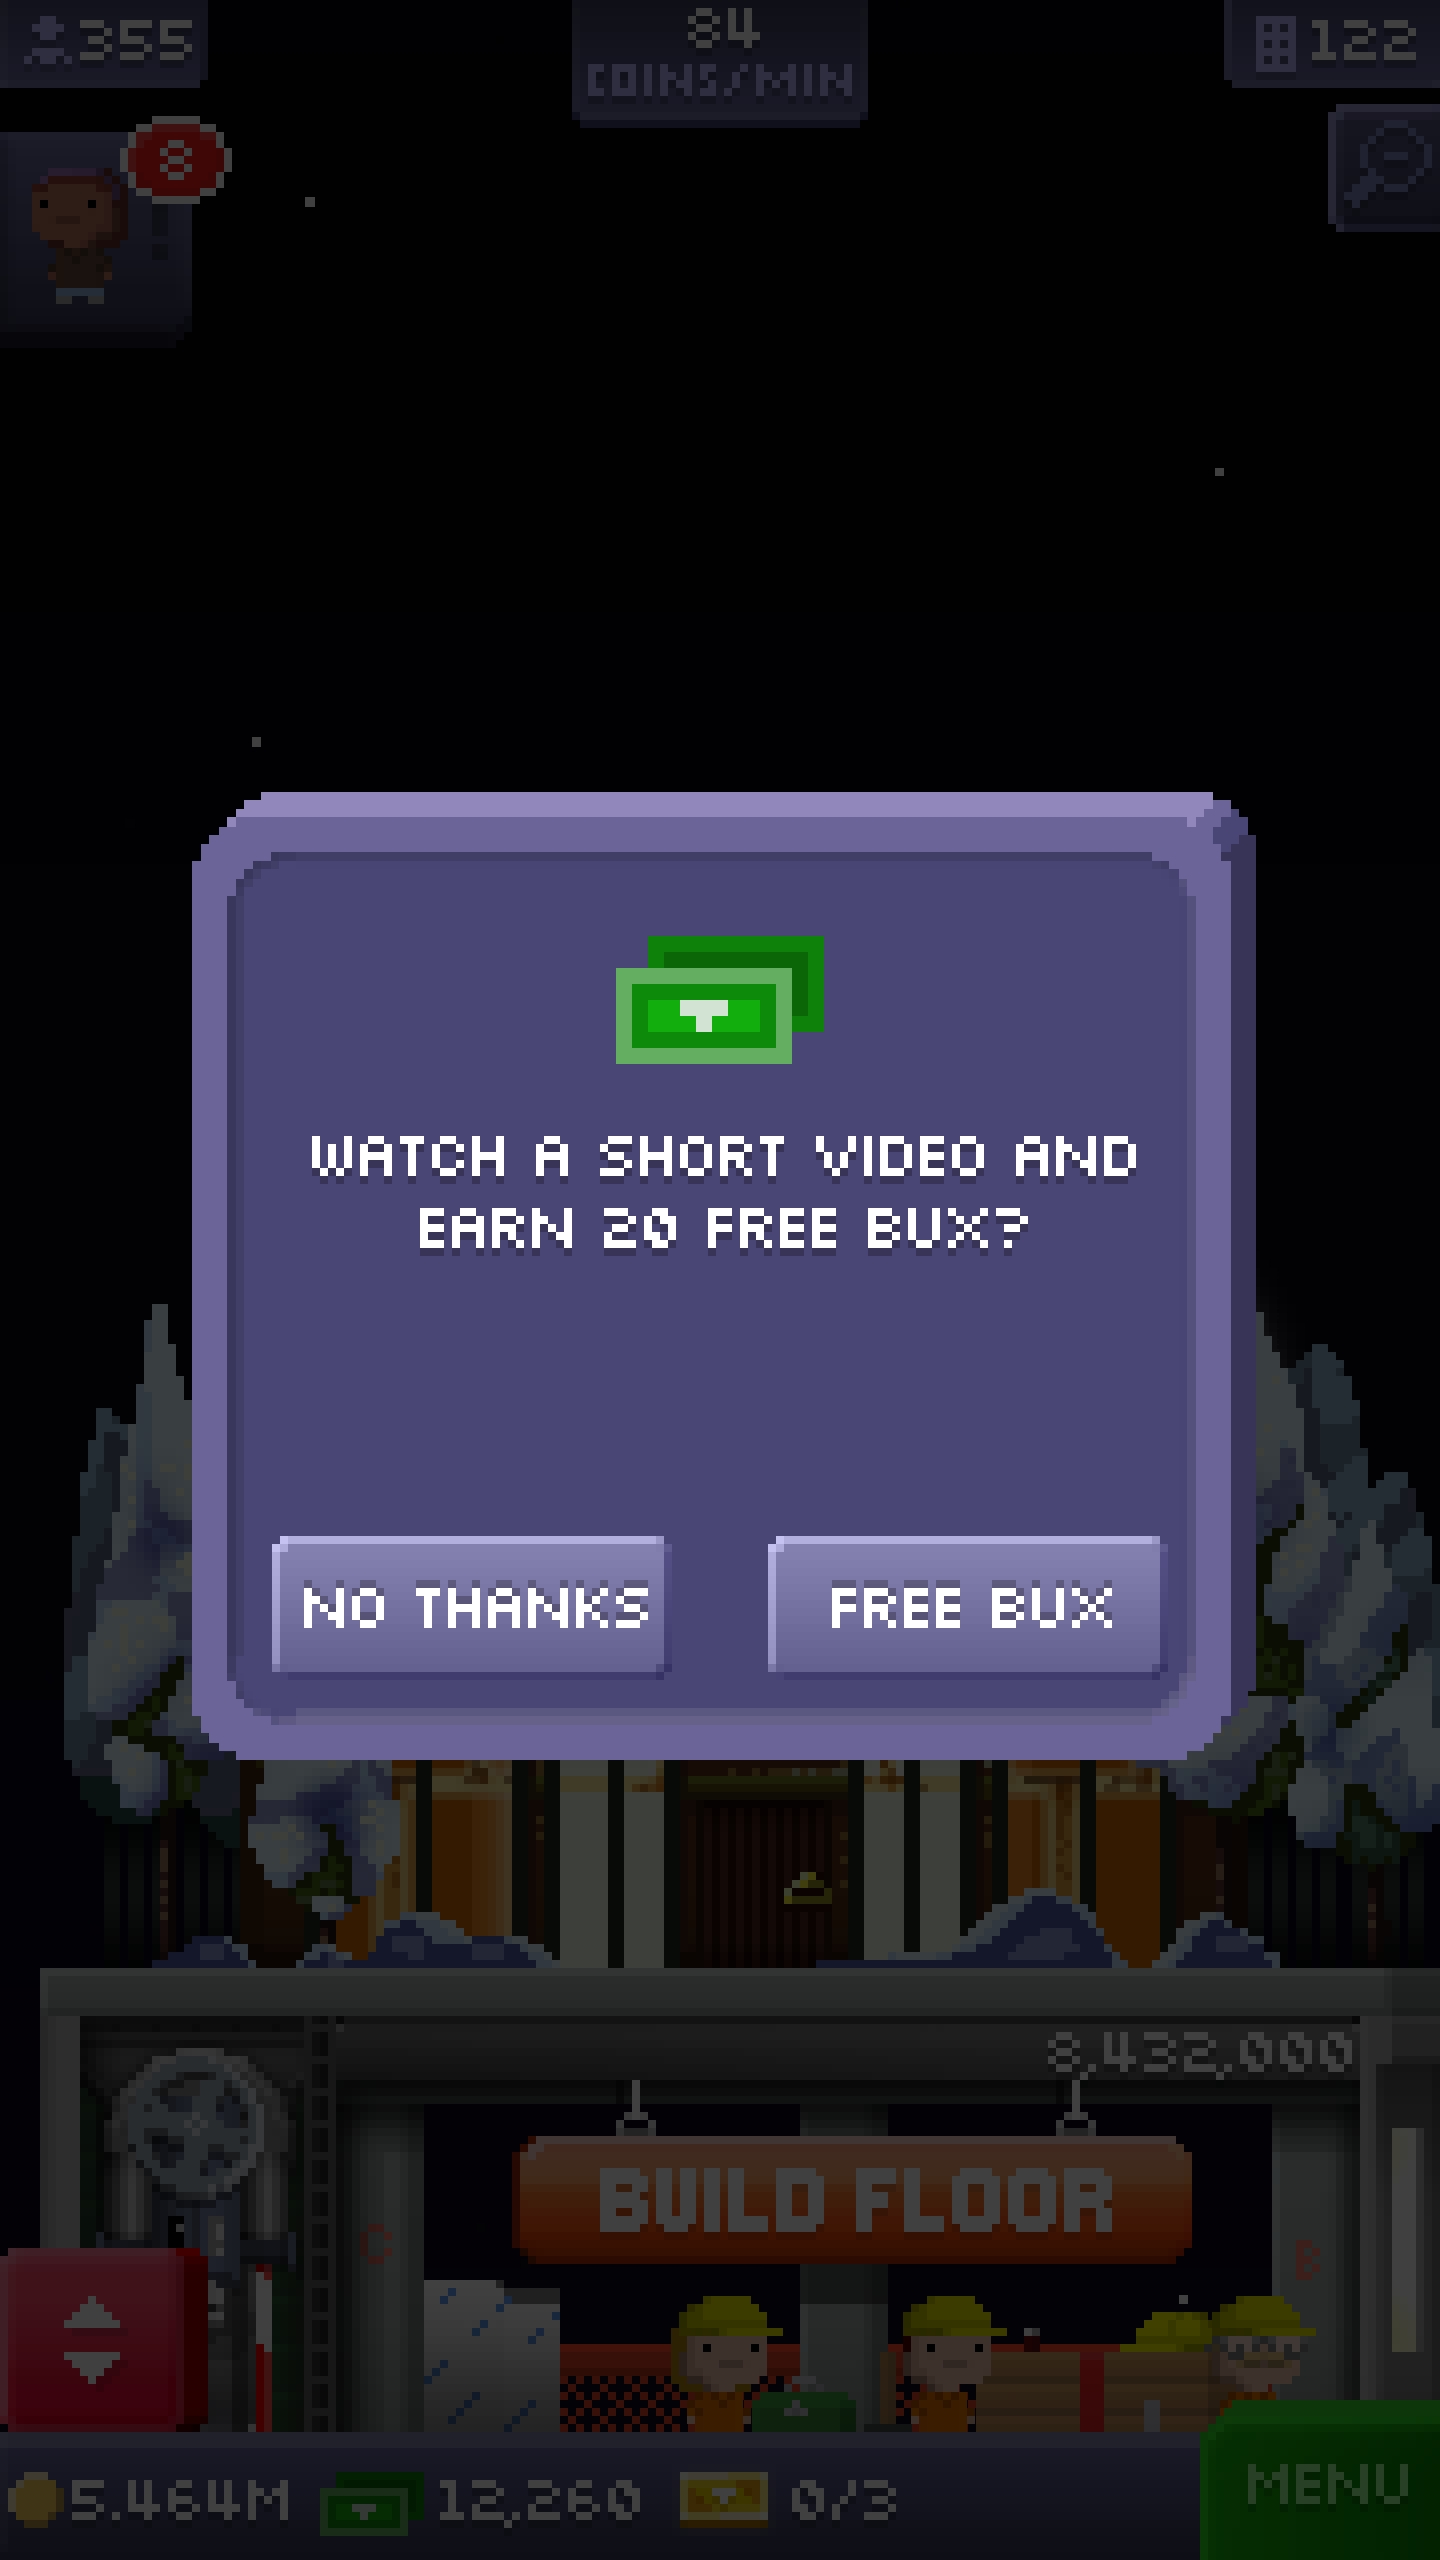 355
84
COINS/MIN
122
8
WATCH A SHORT VIDEO AND
EARN 20 FREE BUX?
NO THANKS
FREE BUX
8,432,000
BUILD FLOOR
C
B
5.464M
12,260
0/3
MENU